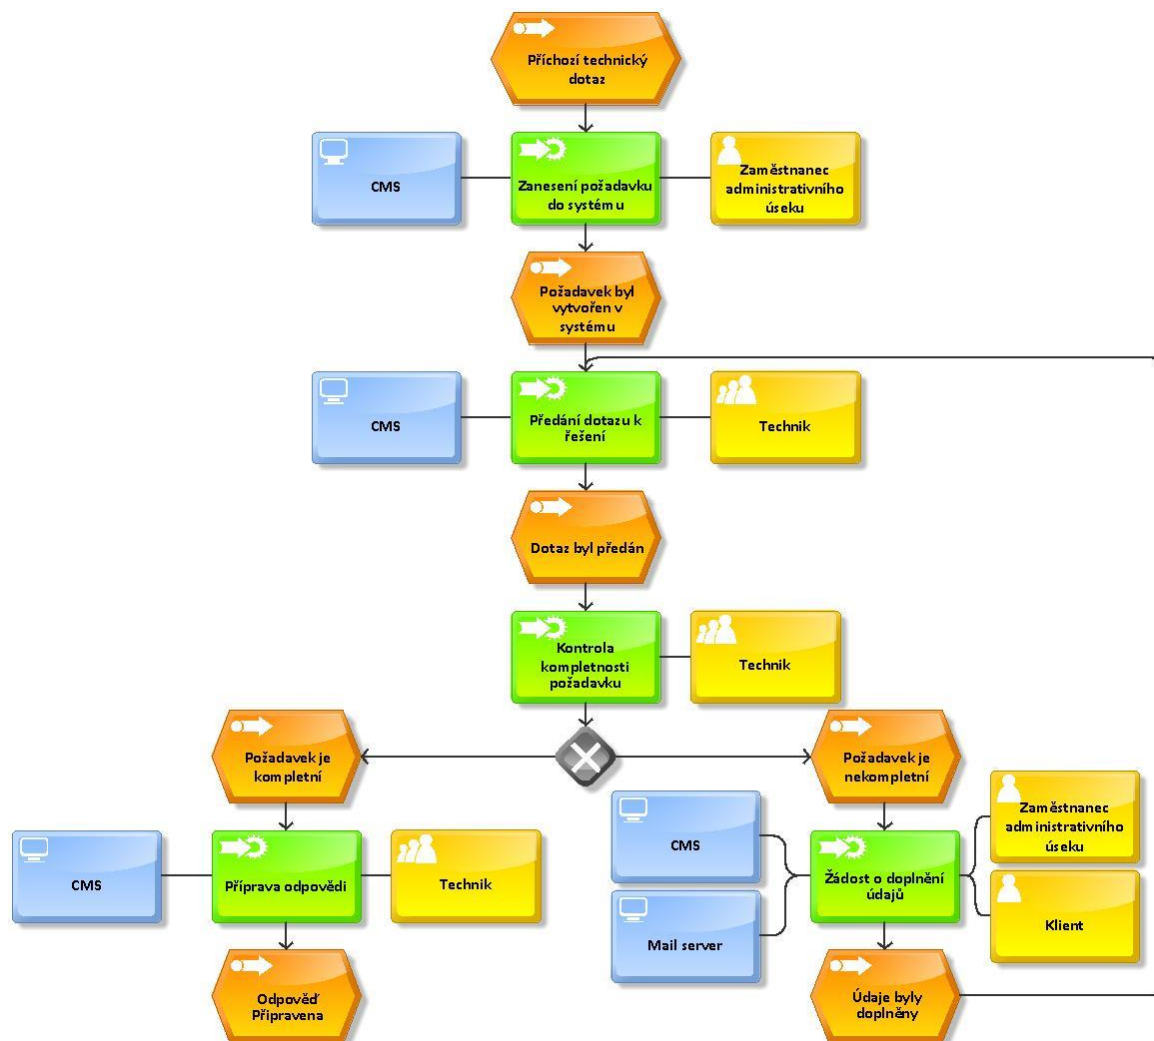 Příchozí technický
dotaz
CMS
Zanesení požadavku
do systému
Zaměstnanec
administrativního
úseku
Požadavek byl
vytvořen v
systému
CMS
Předání dotazu k
řešení
Technik
Dotaz byl předán
Kontrola
kompletnosti
požadavku
Technik
Požadavek je
kompletní
Požadavek je
nekompletní
CMS
Příprava odpovědi
Technik
CMS
Mail server
Žádost o doplnění
údajů
Zaměstnanec
administrativního
úseku
Klient
Odpověď
Připravena
Údaje byly
doplněny